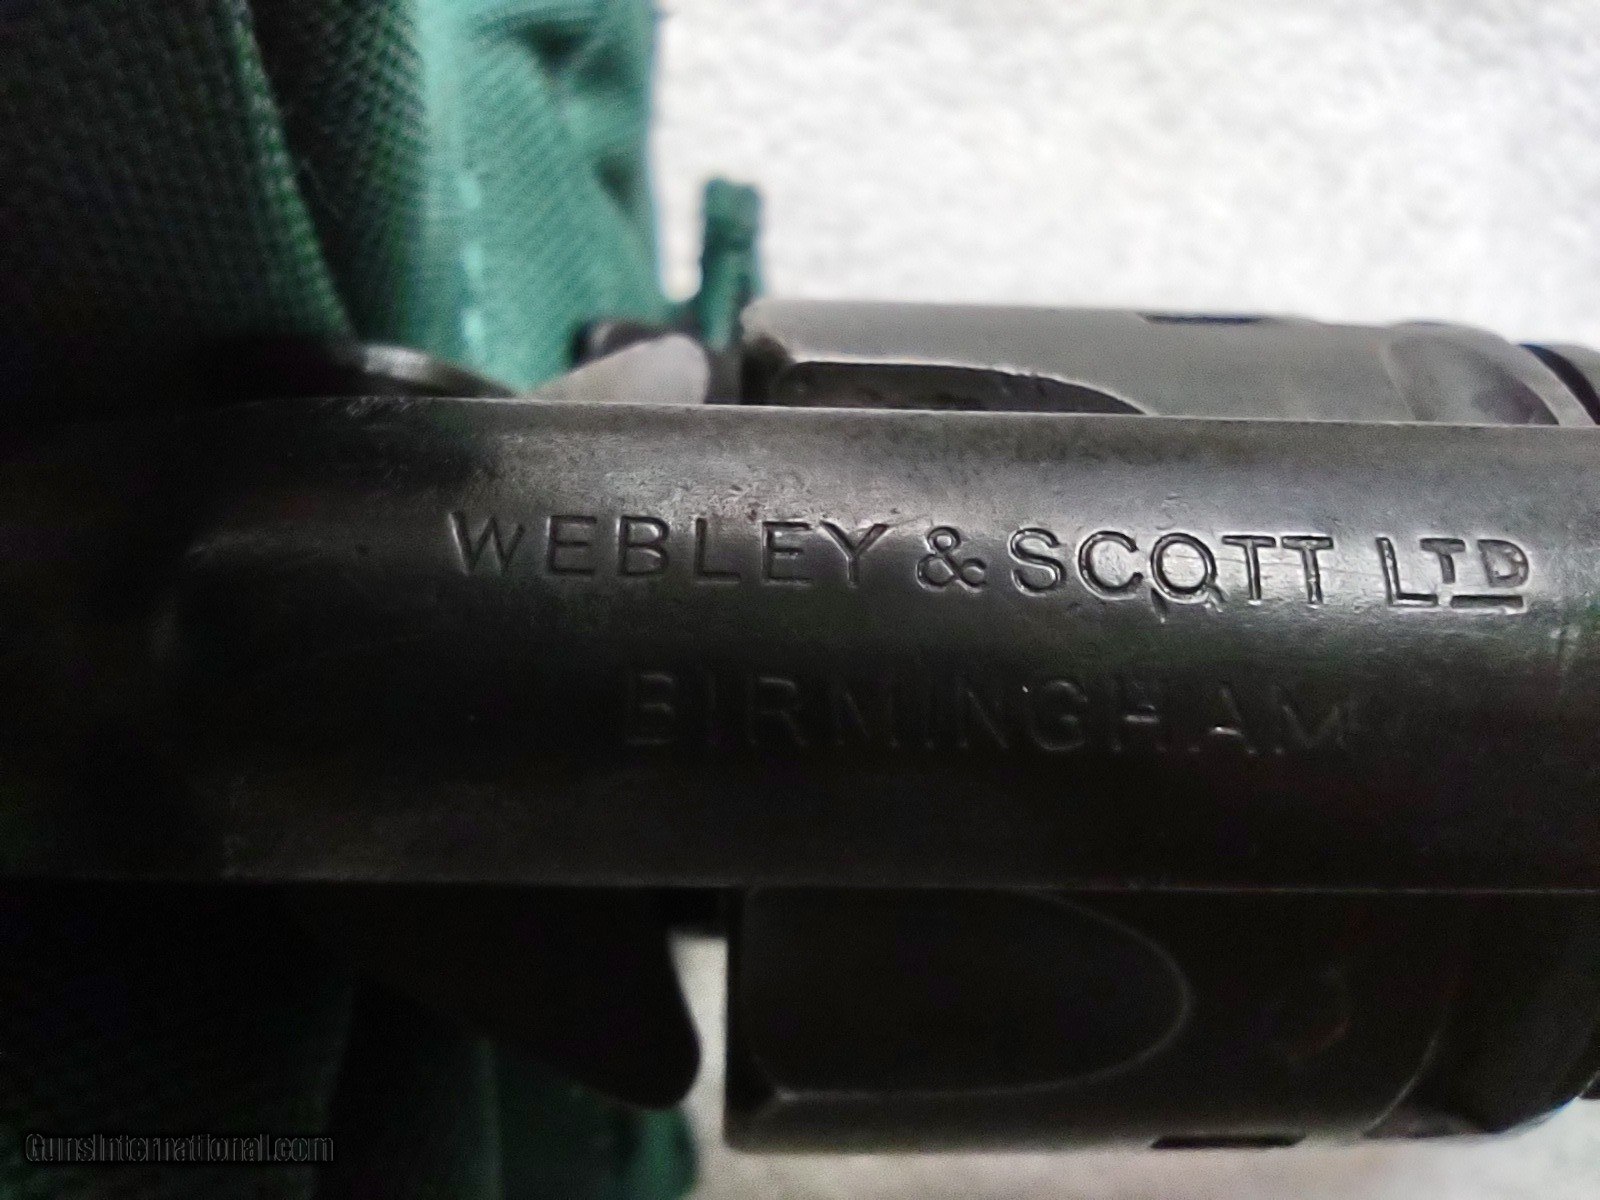 WEBLEY & SCOTT LTD
BIRMINGHAM
GunsInternational.com